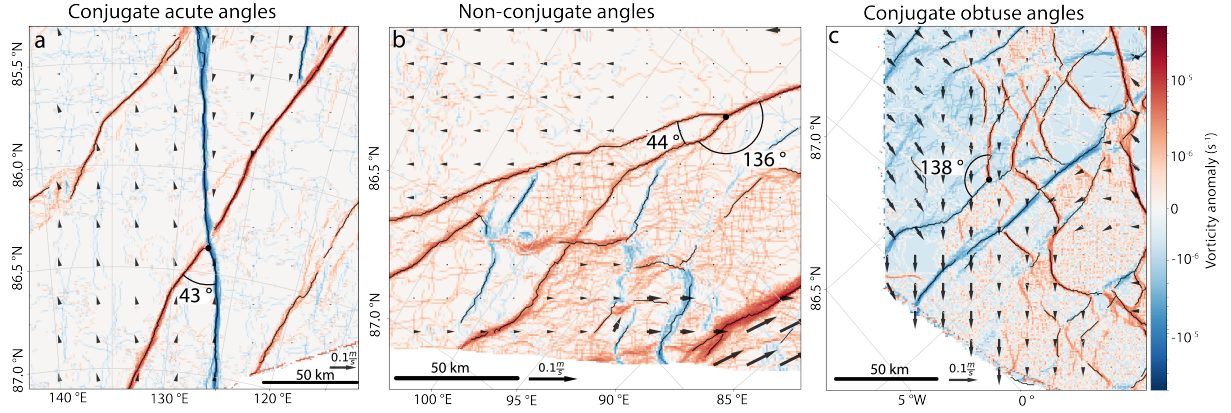 Conjugate acute angles
Non-conjugate angles
Conjugate obtuse angles
a
85.5 °N
86.0 °N
86.5 °N
87.0 °N
43 °
0.1 m/s
50 km
140 °E
130 °E
120 °E
b
86.5 °N
87.0 °N
44 °
136 °
50 km
0.1 m/s
100 °E
95 °E
90 °E
85 °E
c
87.0 °N
86.5 °N
138 °
50 km
0.1 m/s
5 °W
0 °
10⁻⁵
10⁻⁶
0
-10⁻⁶
-10⁻⁵
Vorticity anomaly (s⁻¹)